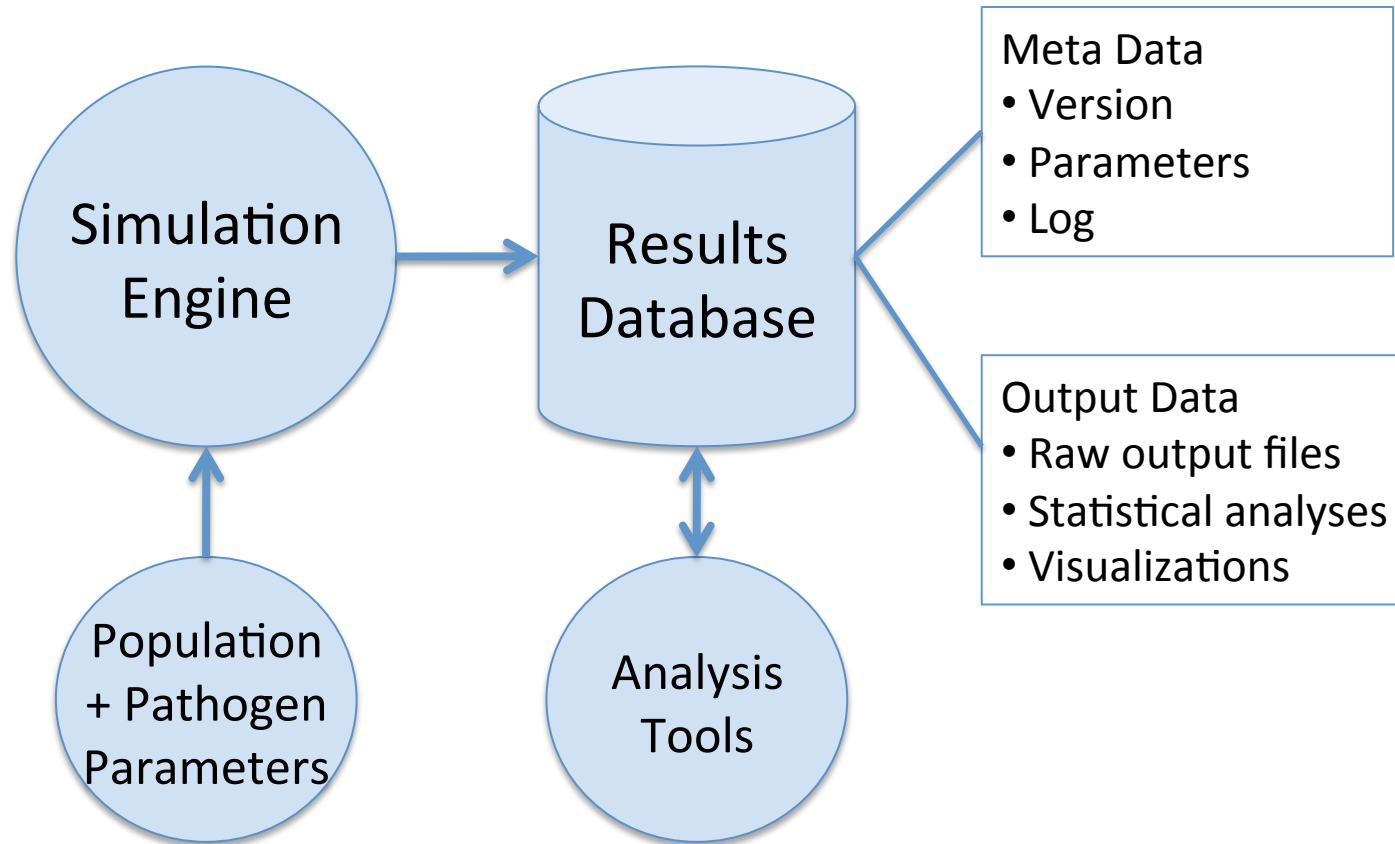 Simulation
Engine
Results
Database
Meta Data
• Version
• Parameters
• Log
Output Data
• Raw output files
• Statistical analyses
• Visualizations
Population
+ Pathogen
Parameters
Analysis
Tools